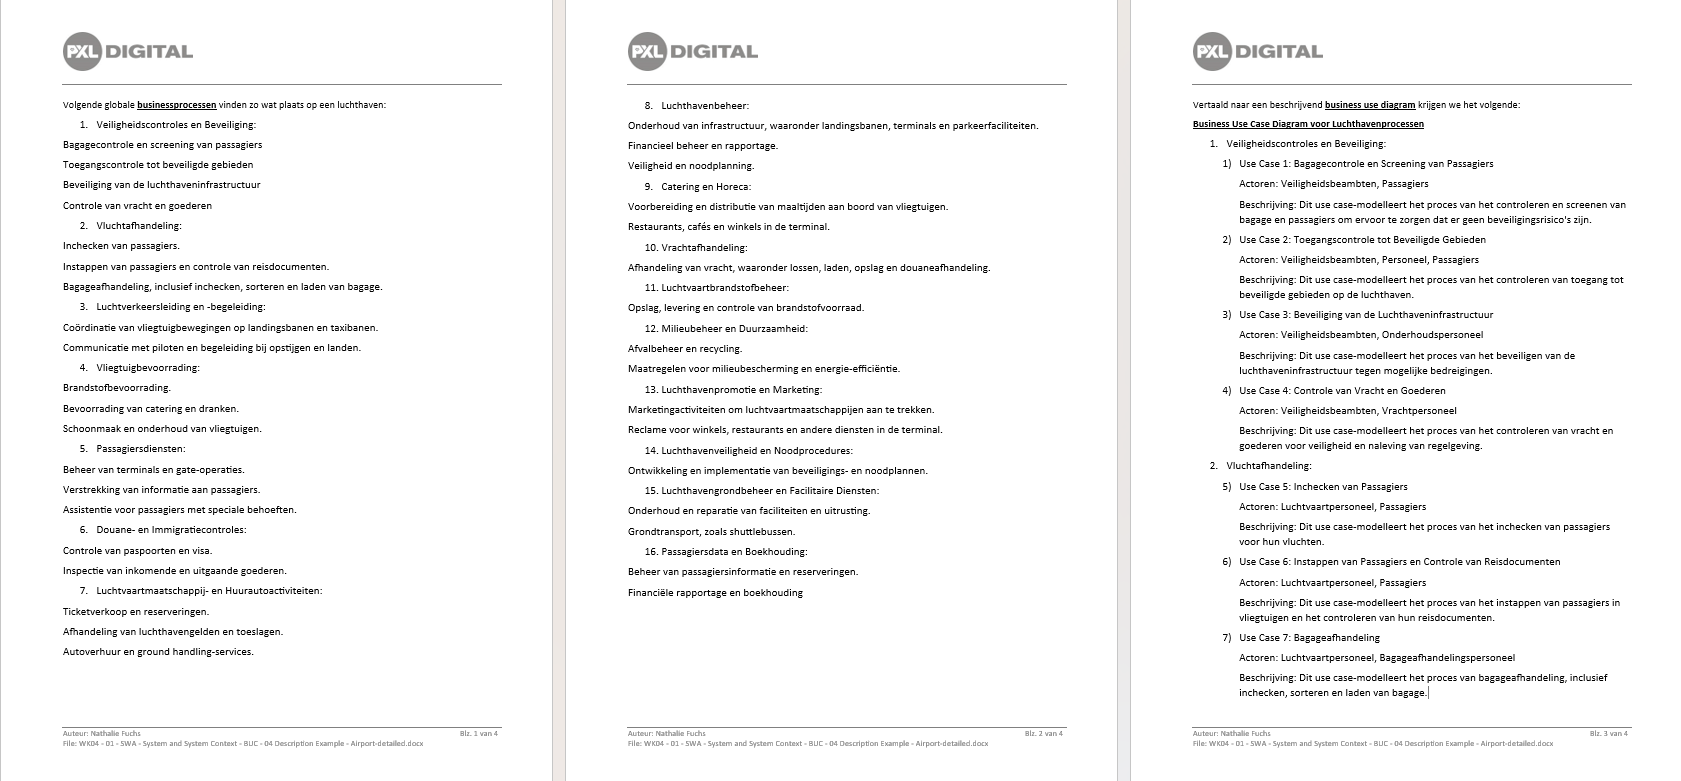 PXL DIGITAL
Volgende globale businessprocessen vinden zo wat plaats op een luchthaven:
1. Veiligheidscontroles en Beveiliging:
Bagagecontrole en screening van passagiers
Toegangscontrole tot beveiligde gebieden
Beveiliging van de luchthaveninfrastructuur
Controle van vracht en goederen
2. Vluchtafhandeling:
Inchecken van passagiers.
Instappen van passagiers en controle van reisdocumenten.
Bagageafhandeling, inclusief inchecken, sorteren en laden van bagage.
3. Luchtverkeersleiding en -begeleiding:
Coördinatie van vliegtuigbewegingen op landingsbanen en taxibanen.
Communicatie met piloten en begeleiding bij opstijgen en landen.
4. Vliegtuigbevoorrading:
Brandstofbevoorrading.
Bevoorrading van catering en dranken.
Schoonmaak en onderhoud van vliegtuigen.
5. Passagiersdiensten:
Beheer van terminals en gate-operaties.
Verstrekking van informatie aan passagiers.
Assistentie voor passagiers met speciale behoeften.
6. Douane- en Immigratiecontroles:
Controle van paspoorten en visa.
Inspectie van inkomende en uitgaande goederen.
7. Luchtvaartmaatschappij- en Huurautoactiviteiten:
Ticketverkoop en reserveringen.
Afhandeling van luchthavengelden en toeslagen.
Autoverhuur en ground handling-services.
Auteur: Nathalie Fuchs Blz. 1 van 4
File: WK04 - 01 - SWA - System and System Context - BUC - 04 Description Example - Airport-detailed.docx
PXL DIGITAL
8. Luchthavenbeheer:
Onderhoud van infrastructuur, waaronder landingsbanen, terminals en parkeerfaciliteiten.
Financieel beheer en rapportage.
Veiligheid en noodplanning.
9. Catering en Horeca:
Voorbereiding en distributie van maaltijden aan boord van vliegtuigen.
Restaurants, cafés en winkels in de terminal.
10. Vrachtafhandeling:
Afhandeling van vracht, waaronder lossen, laden, opslag en douaneafhandeling.
11. Luchtvaartbrandstofbeheer:
Opslag, levering en controle van brandstofvoorraad.
12. Milieubeheer en Duurzaamheid:
Afvalbeheer en recycling.
Maatregelen voor milieubescherming en energie-efficiëntie.
13. Luchthavenpromotie en Marketing:
Marketingactiviteiten om luchtvaartmaatschappijen aan te trekken.
Reclame voor winkels, restaurants en andere diensten in de terminal.
14. Luchthavenveiligheid en Noodprocedures:
Ontwikkeling en implementatie van beveiligings- en noodplannen.
15. Luchthavengrondbeheer en Facilitaire Diensten:
Onderhoud en reparatie van faciliteiten en uitrusting.
Grondtransport, zoals shuttlebussen.
16. Passagiersdata en Boekhouding:
Beheer van passagiersinformatie en reserveringen.
Financiële rapportage en boekhouding
Auteur: Nathalie Fuchs Blz. 2 van 4
File: WK04 - 01 - SWA - System and System Context - BUC - 04 Description Example - Airport-detailed.docx
PXL DIGITAL
Vertaald naar een beschrijvend business use diagram krijgen we het volgende:
Business Use Case Diagram voor Luchthavenprocessen
1. Veiligheidscontroles en Beveiliging:
1) Use Case 1: Bagagecontrole en Screening van Passagiers
Actoren: Veiligheidsbeambten, Passagiers
Beschrijving: Dit use case-modelleert het proces van het controleren en screenen van
bagage en passagiers om ervoor te zorgen dat er geen beveiligingsrisico's zijn.
2) Use Case 2: Toegangscontrole tot Beveiligde Gebieden
Actoren: Veiligheidsbeambten, Personeel, Passagiers
Beschrijving: Dit use case-modelleert het proces van het controleren van toegang tot
beveiligde gebieden op de luchthaven.
3) Use Case 3: Beveiliging van de Luchthaveninfrastructuur
Actoren: Veiligheidsbeambten, Onderhoudspersoneel
Beschrijving: Dit use case-modelleert het proces van het beveiligen van de
luchthaveninfrastructuur tegen mogelijke bedreigingen.
4) Use Case 4: Controle van Vracht en Goederen
Actoren: Veiligheidsbeambten, Vrachtpersoneel
Beschrijving: Dit use case-modelleert het proces van het controleren van vracht en
goederen voor veiligheid en naleving van regelgeving.
2. Vluchtafhandeling:
5) Use Case 5: Inchecken van Passagiers
Actoren: Luchtvaartpersoneel, Passagiers
Beschrijving: Dit use case-modelleert het proces van het inchecken van passagiers
voor hun vluchten.
6) Use Case 6: Instappen van Passagiers en Controle van Reisdocumenten
Actoren: Luchtvaartpersoneel, Passagiers
Beschrijving: Dit use case-modelleert het proces van het instappen van passagiers in
vliegtuigen en het controleren van hun reisdocumenten.
7) Use Case 7: Bagageafhandeling
Actoren: Luchtvaartpersoneel, Bagageafhandelingspersoneel
Beschrijving: Dit use case-modelleert het proces van bagageafhandeling, inclusief
inchecken, sorteren en laden van bagage.
Auteur: Nathalie Fuchs Blz. 3 van 4
File: WK04 - 01 - SWA - System and System Context - BUC - 04 Description Example - Airport-detailed.docx